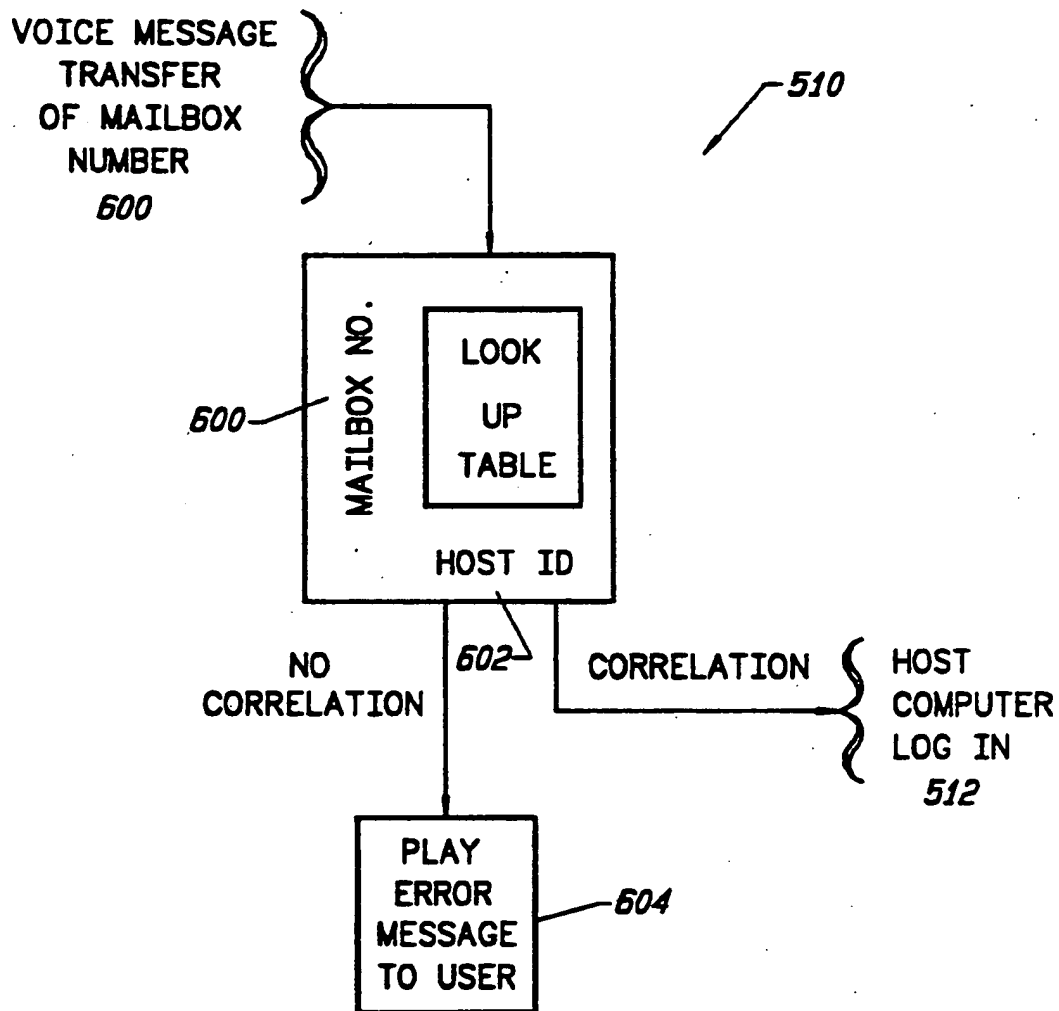 VOICE MESSAGE
TRANSFER
OF MAILBOX
NUMBER
600
510
MAILBOX NO.
600
LOOK
UP
TABLE
HOST ID
602
NO
CORRELATION
CORRELATION
HOST
COMPUTER
LOG IN
512
PLAY
ERROR
MESSAGE
TO USER
604